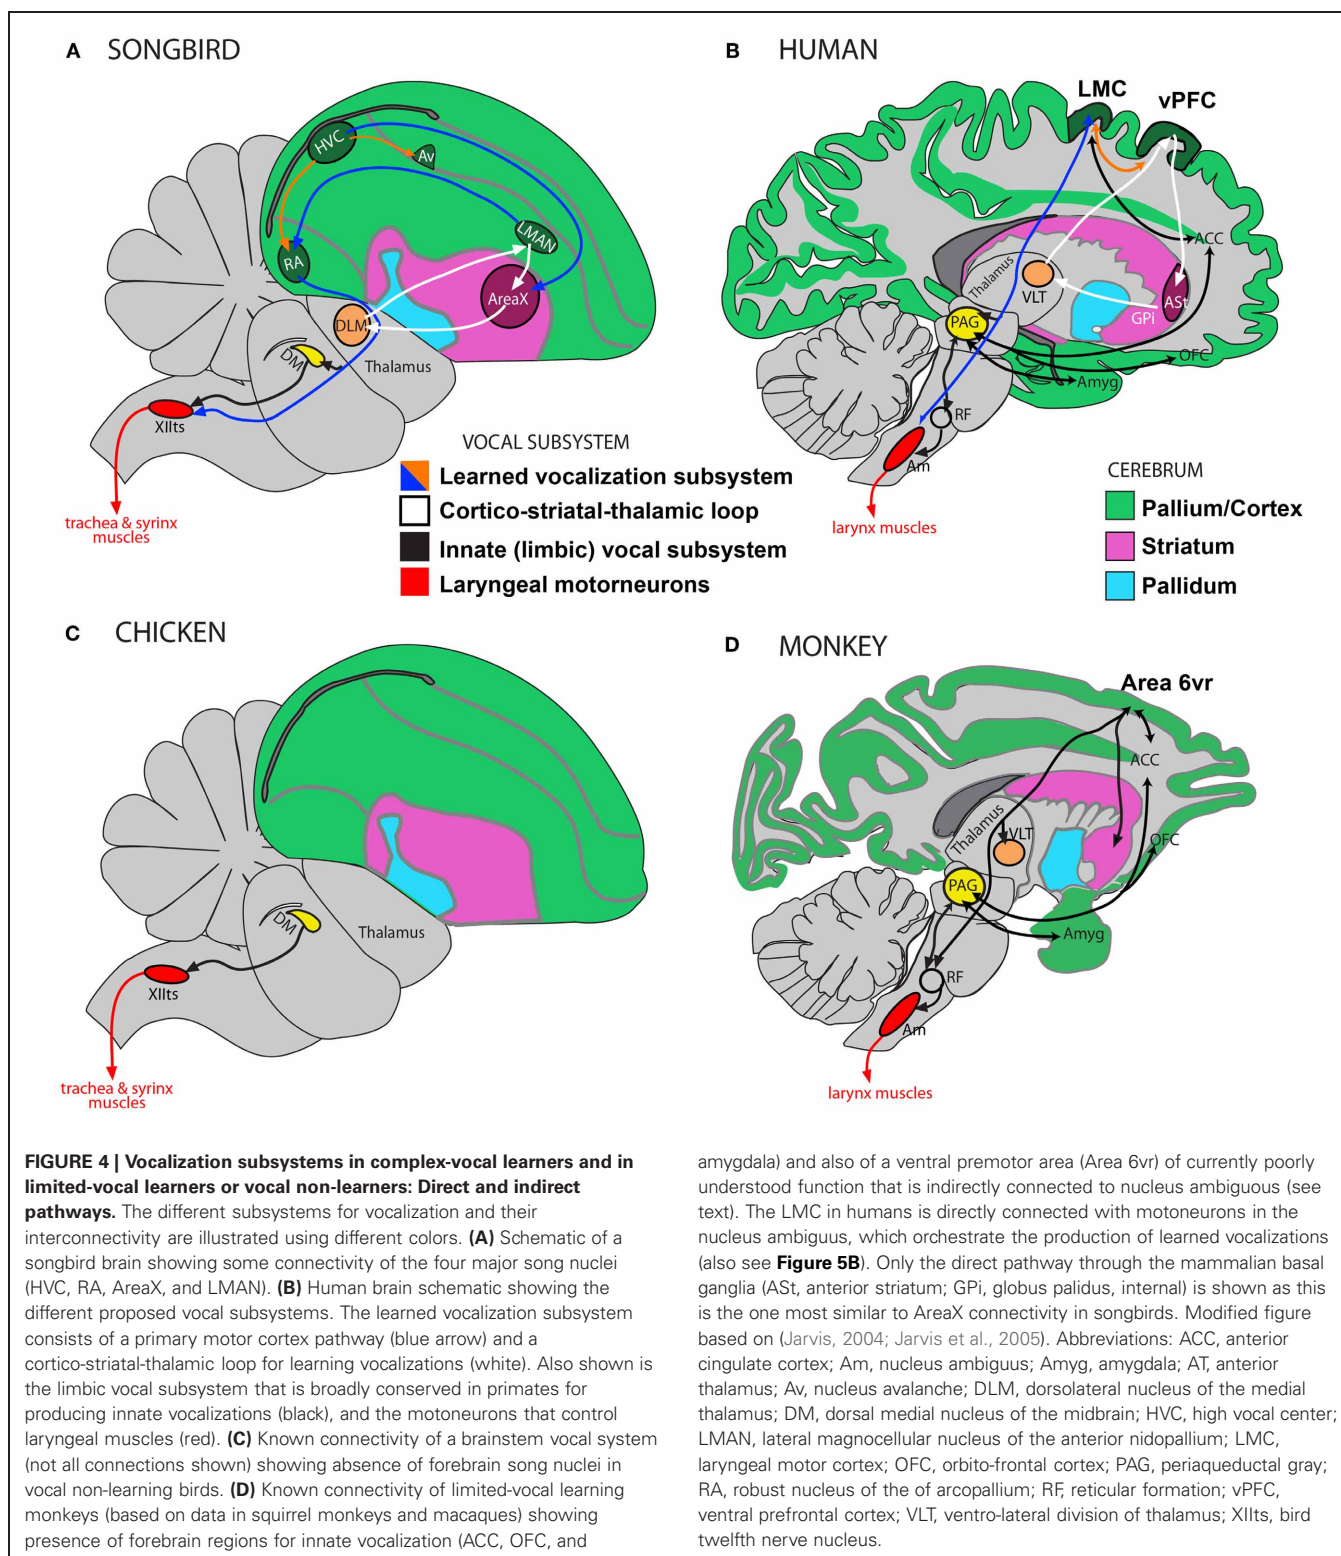 A SONGBIRD
HVC
Av
LMAN
RA
AreaX
DLM
DM
Thalamus
XIIts
trachea & syrinx
muscles
B HUMAN
LMC
vPFC
ACC
Thalamus
VLT
ASt
GPi
PAG
OFC
Amyg
RF
Am
larynx muscles
VOCAL SUBSYSTEM
Learned vocalization subsystem
Cortico-striatal-thalamic loop
Innate (limbic) vocal subsystem
Laryngeal motorneurons
CEREBRUM
Pallium/Cortex
Striatum
Pallidum
C CHICKEN
DM
Thalamus
XIIts
trachea & syrinx
muscles
D MONKEY
Area 6vr
ACC
Thalamus
VLT
OFC
PAG
Amyg
RF
Am
larynx muscles
FIGURE 4 | Vocalization subsystems in complex-vocal learners and in
limited-vocal learners or vocal non-learners: Direct and indirect
pathways. The different subsystems for vocalization and their
interconnectivity are illustrated using different colors. (A) Schematic of a
songbird brain showing some connectivity of the four major song nuclei
(HVC, RA, AreaX, and LMAN). (B) Human brain schematic showing the
different proposed vocal subsystems. The learned vocalization subsystem
consists of a primary motor cortex pathway (blue arrow) and a
cortico-striatal-thalamic loop for learning vocalizations (white). Also shown is
the limbic vocal subsystem that is broadly conserved in primates for
producing innate vocalizations (black), and the motoneurons that control
laryngeal muscles (red). (C) Known connectivity of a brainstem vocal system
(not all connections shown) showing absence of forebrain song nuclei in
vocal non-learning birds. (D) Known connectivity of limited-vocal learning
monkeys (based on data in squirrel monkeys and macaques) showing
presence of forebrain regions for innate vocalization (ACC, OFC, and
amygdala) and also of a ventral premotor area (Area 6vr) of currently poorly
understood function that is indirectly connected to nucleus ambiguous (see
text). The LMC in humans is directly connected with motoneurons in the
nucleus ambiguus, which orchestrate the production of learned vocalizations
(also see Figure 5B). Only the direct pathway through the mammalian basal
ganglia (ASt, anterior striatum; GPi, globus palidus, internal) is shown as this
is the one most similar to AreaX connectivity in songbirds. Modified figure
based on (Jarvis, 2004; Jarvis et al., 2005). Abbreviations: ACC, anterior
cingulate cortex; Am, nucleus ambiguus; Amyg, amygdala; AT, anterior
thalamus; Av, nucleus avalanche; DLM, dorsolateral nucleus of the medial
thalamus; DM, dorsal medial nucleus of the midbrain; HVC, high vocal center;
LMAN, lateral magnocellular nucleus of the anterior nidopallium; LMC,
laryngeal motor cortex; OFC, orbito-frontal cortex; PAG, periaqueductal gray;
RA, robust nucleus of the of arcopallium; RF, reticular formation; vPFC,
ventral prefrontal cortex; VLT, ventro-lateral division of thalamus; XIIts, bird
twelfth nerve nucleus.